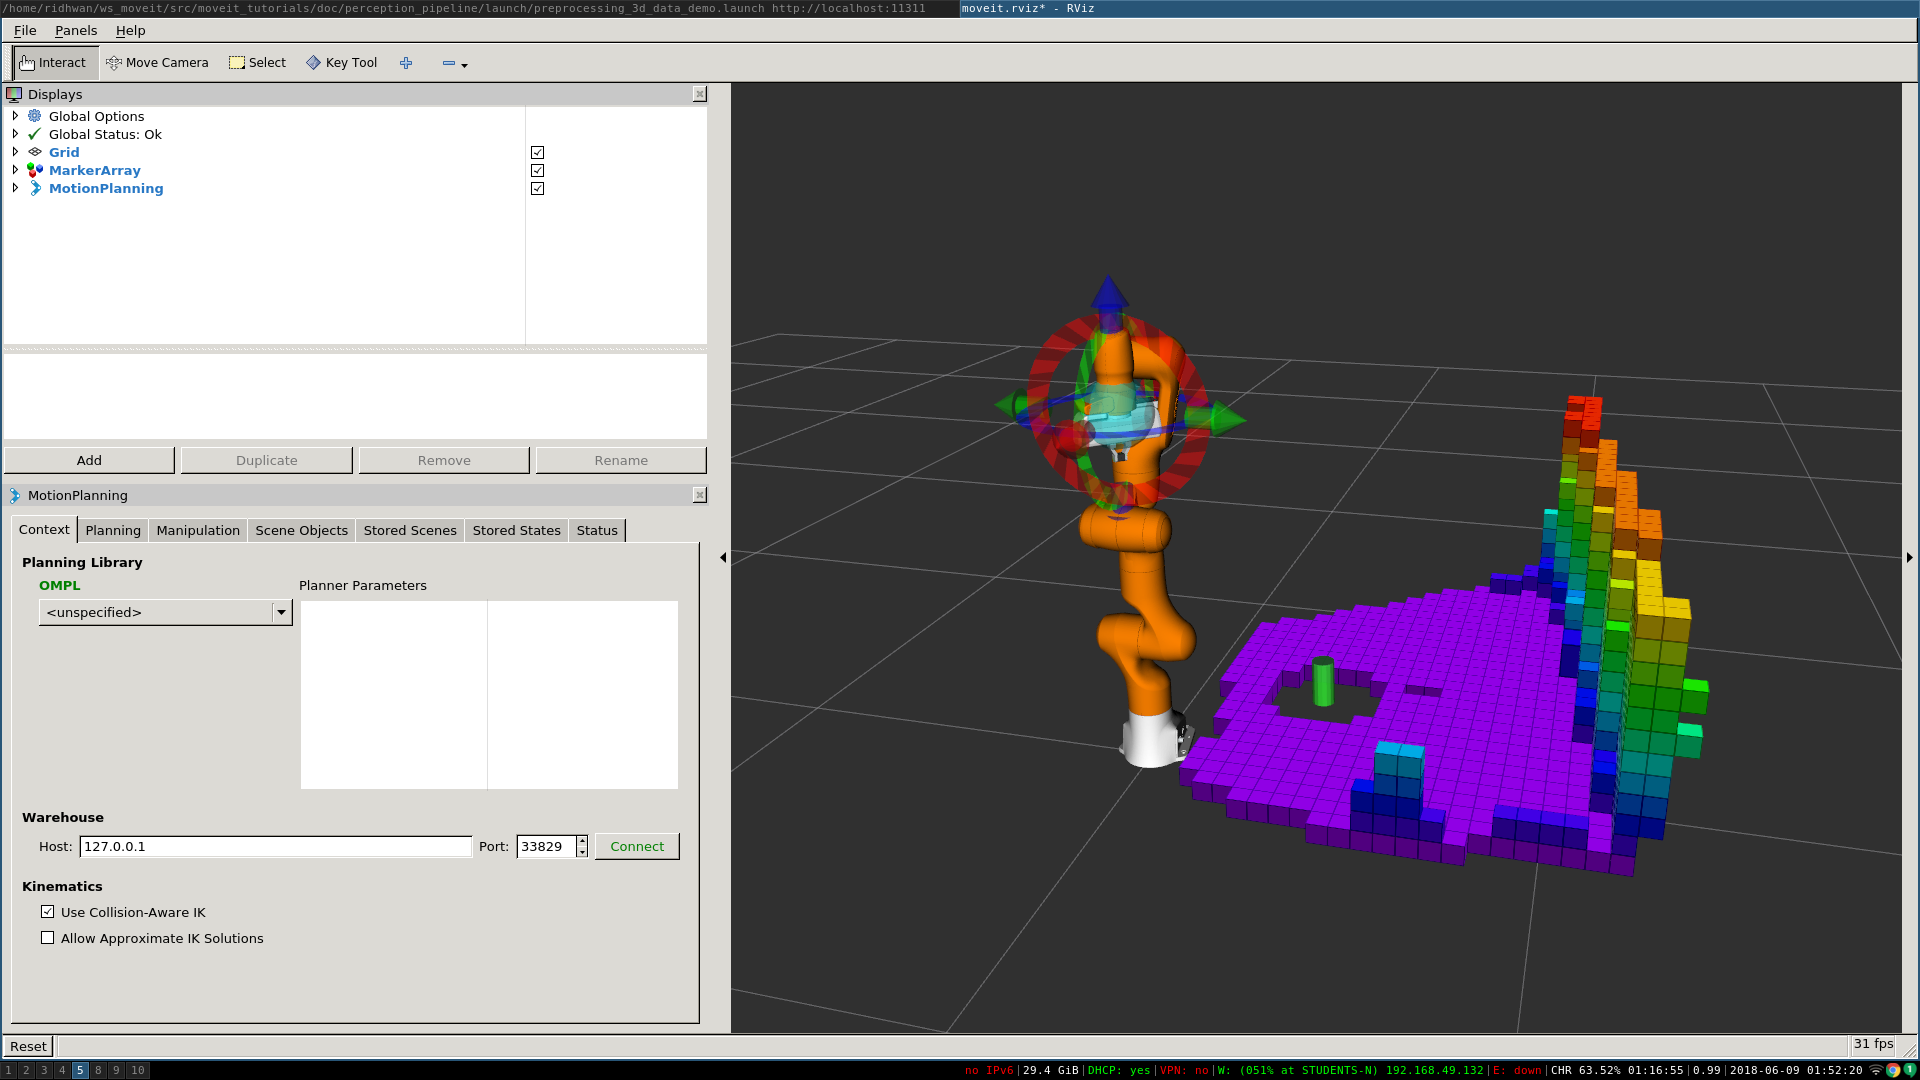 /home/ridhwan/ws_moveit/src/moveit_tutorials/doc/perception_pipeline/launch/preprocessing_3d_data_demo.launch http://localhost:11311
moveit.rviz* - RViz
File Panels Help
Interact Move Camera Select Key Tool
Displays
Global Options
Global Status: Ok
Grid
MarkerArray
MotionPlanning
Add Duplicate Remove Rename
MotionPlanning
Context Planning Manipulation Scene Objects Stored Scenes Stored States Status
Planning Library
OMPL Planner Parameters
<unspecified>
Warehouse
Host: 127.0.0.1 Port: 33829 Connect
Kinematics
Use Collision-Aware IK
Allow Approximate IK Solutions
Reset 31 fps
1 2 3 4 5 8 9 10 no IPv6|29.4 GiB|DHCP: yes|VPN: no|W: (051% at STUDENTS-N) 192.168.49.132|E: down|CHR 63.52% 01:16:55|0.99|2018-06-09 01:52:20